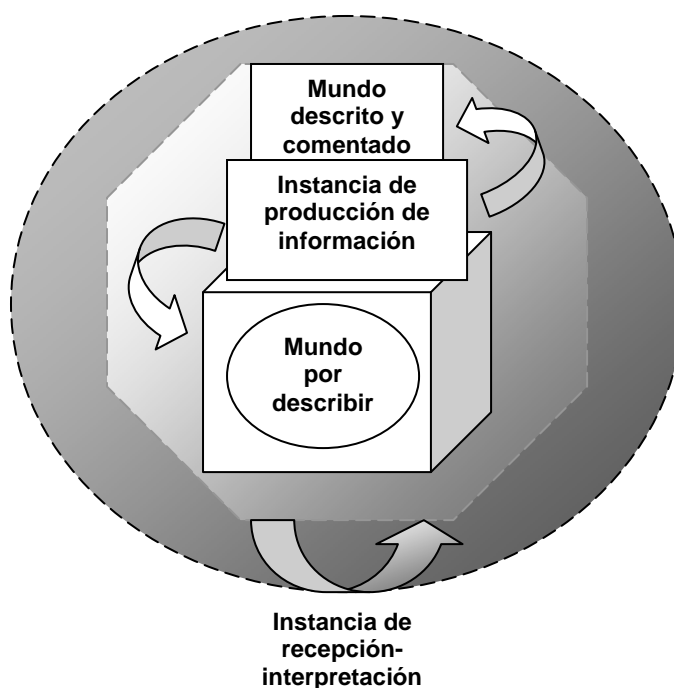 Mundo
descrito y
comentado
Instancia de
producción de
información
Mundo
por
describir
Instancia de
recepción-
interpretación